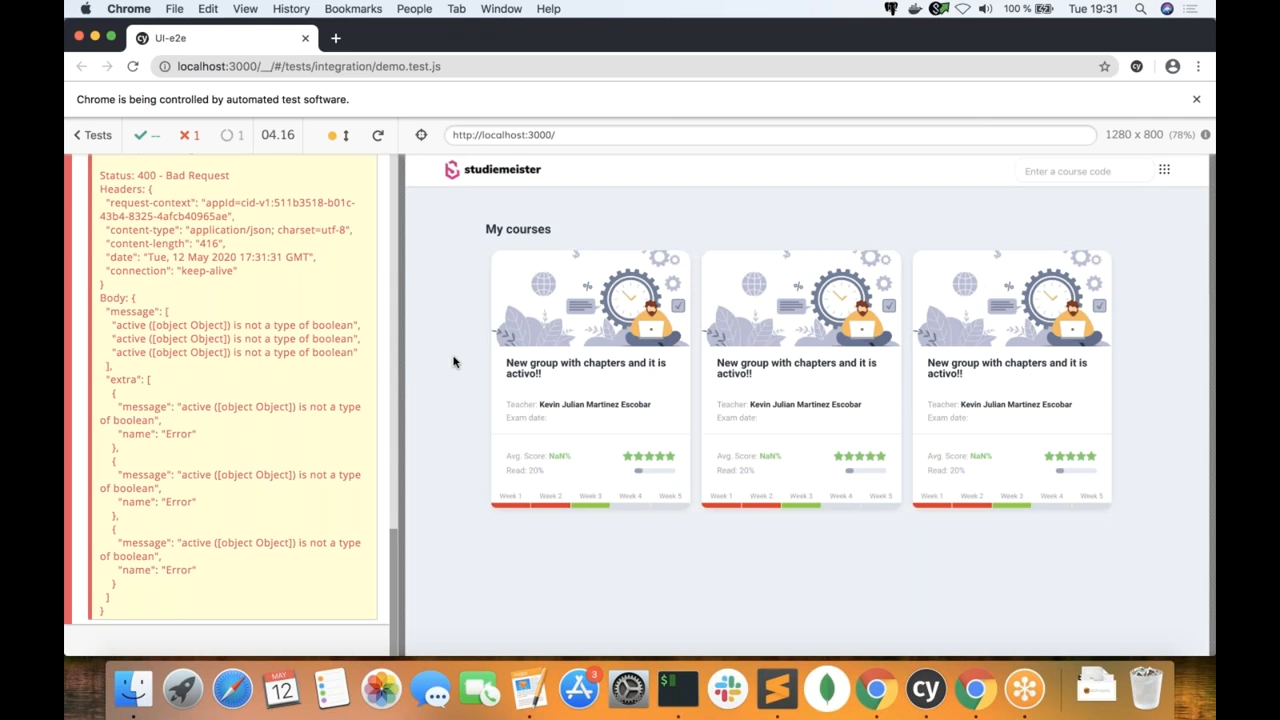 Chrome File Edit View History Bookmarks People Tab Window Help 100 % Tue 19:31
UI-e2e
localhost:3000/__/#/tests/integration/demo.test.js
Chrome is being controlled by automated test software.
Tests -- 1 1 04.16 http://localhost:3000/ 1280 x 800 (78%)
Status: 400 - Bad Request
Headers: {
"request-context": "appId=cid-v1:511b3518-b01c-
43b4-8325-4afcb40965ae",
"content-type": "application/json; charset=utf-8",
"content-length": "416",
"date": "Tue, 12 May 2020 17:31:31 GMT",
"connection": "keep-alive"
}
Body: {
"message": [
"active ([object Object]) is not a type of boolean",
"active ([object Object]) is not a type of boolean",
"active ([object Object]) is not a type of boolean"
],
"extra": [
{
"message": "active ([object Object]) is not a type
of boolean",
"name": "Error"
},
{
"message": "active ([object Object]) is not a type
of boolean",
"name": "Error"
},
{
"message": "active ([object Object]) is not a type
of boolean",
"name": "Error"
}
]
}
studiemeister
Enter a course code
My courses
New group with chapters and it is
activo!!
Teacher: Kevin Julian Martinez Escobar
Exam date:
Avg. Score: NaN%
Read: 20%
Week 1 Week 2 Week 3 Week 4 Week 5
New group with chapters and it is
activo!!
Teacher: Kevin Julian Martinez Escobar
Exam date:
Avg. Score: NaN%
Read: 20%
Week 1 Week 2 Week 3 Week 4 Week 5
New group with chapters and it is
activo!!
Teacher: Kevin Julian Martinez Escobar
Exam date:
Avg. Score: NaN%
Read: 20%
Week 1 Week 2 Week 3 Week 4 Week 5
MAY
12
3
$
cy